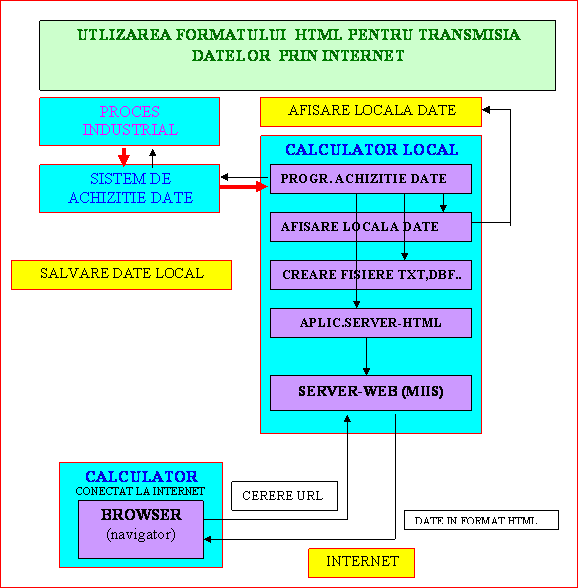 UTLIZAREA FORMATULUI HTML PENTRU TRANSMISIA
DATELOR PRIN INTERNET
PROCES
INDUSTRIAL
AFISARE LOCALA DATE
CALCULATOR LOCAL
SISTEM DE
ACHIZITIE DATE
PROGR. ACHIZITIE DATE
AFISARE LOCALA DATE
SALVARE DATE LOCAL
CREARE FISIERE TXT,DBF..
APLIC.SERVER-HTML
SERVER-WEB (MIIS)
CALCULATOR
CONECTAT LA INTERNET
BROWSER
(navigator)
CERERE URL
DATE IN FORMAT HTML
INTERNET